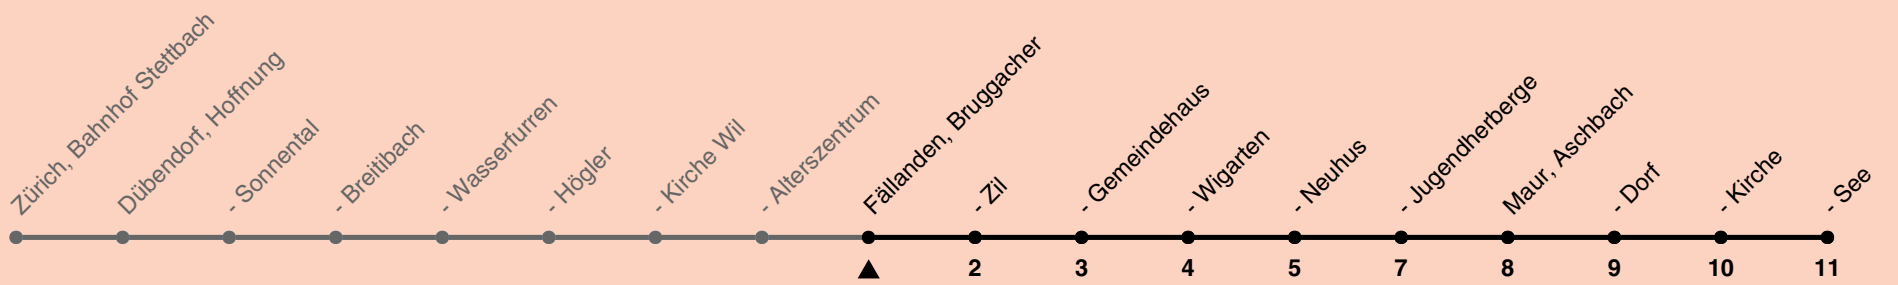 Zürich, Bahnhof Stettbach
Dübendorf, Hoffnung
- Sonnental
- Breitibach
- Wasserfurren
- Högler
- Kirche Wil
- Alterszentrum
Fällanden, Bruggacher
- Zil
- Gemeindehaus
- Wigarten
- Neuhus
- Jugendherberge
Maur, Aschbach
- Dorf
- Kirche
- See
2 3 4 5 7 8 9 10 11